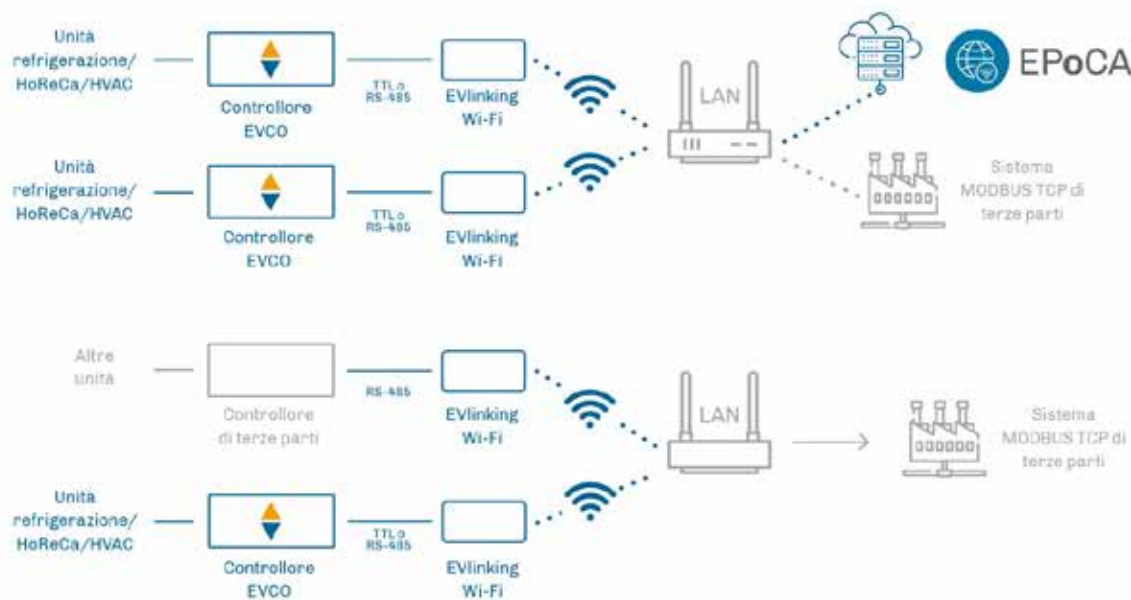 Unità
refrigerazione/
HoReCa/HVAC
Controllore
EVCO
TTL o
RS-485
EVlinking
Wi-Fi
LAN
EPoCA
Unità
refrigerazione/
HoReCa/HVAC
Controllore
EVCO
TTL o
RS-485
EVlinking
Wi-Fi
Sistema
MODBUS TCP di
terze parti
Altre
unità
Controllore
di terze parti
RS-485
EVlinking
Wi-Fi
LAN
Sistema
MODBUS TCP di
terze parti
Unità
refrigerazione/
HoReCa/HVAC
Controllore
EVCO
TTL o
RS-485
EVlinking
Wi-Fi